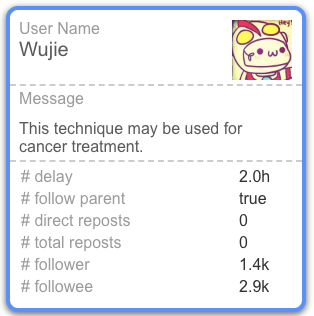 User Name
Wujie
Hey!
Message
This technique may be used for
cancer treatment.
# delay 2.0h
# follow parent true
# direct reposts 0
# total reposts 0
# follower 1.4k
# followee 2.9k